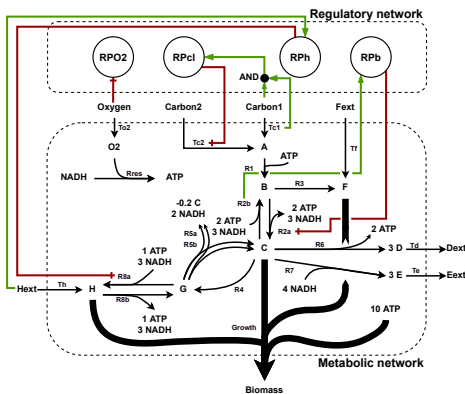 Regulatory network
RPO2
RPcl
RPh
RPb
AND
Oxygen
Carbon2
Carbon1
Fext
To2
Tc2
Tc1
Tf
O2
A
NADH
Rres
ATP
R1
ATP
B
R3
F
-0.2 C
2 NADH
R2b
2 ATP
3 NADH
2 ATP
3 NADH
R2a
2 ATP
R5a
R5b
C
R6
3 D
Td
Dext
1 ATP
3 NADH
R7
3 E
Te
Eext
Hext
Th
H
R8a
R8b
G
R4
4 NADH
1 ATP
3 NADH
10 ATP
Growth
Metabolic network
Biomass